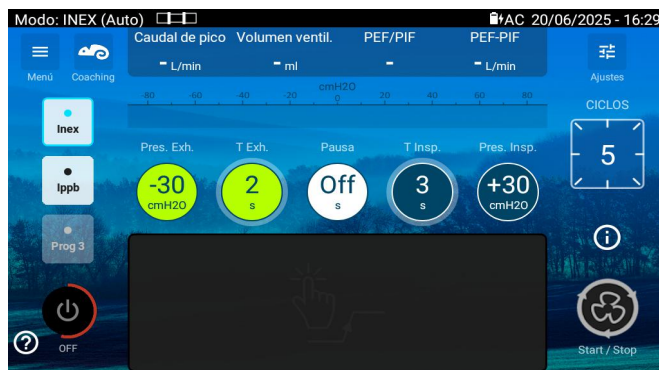 Modo: INEX (Auto) AC 20/06/2025 - 16:29
Menú Coaching
Caudal de pico Volumen ventil. PEF/PIF PEF-PIF
- L/min - ml - - L/min
Ajustes
cmH2O
-80 -60 -40 -20 0 20 40 60 80
CICLOS
5
Inex
Ippb
Prog 3
Pres. Exh. T Exh. Pausa T Insp. Pres. Insp.
-30 2 Off 3 +30
cmH2O s s s cmH2O
i
? OFF
Start / Stop